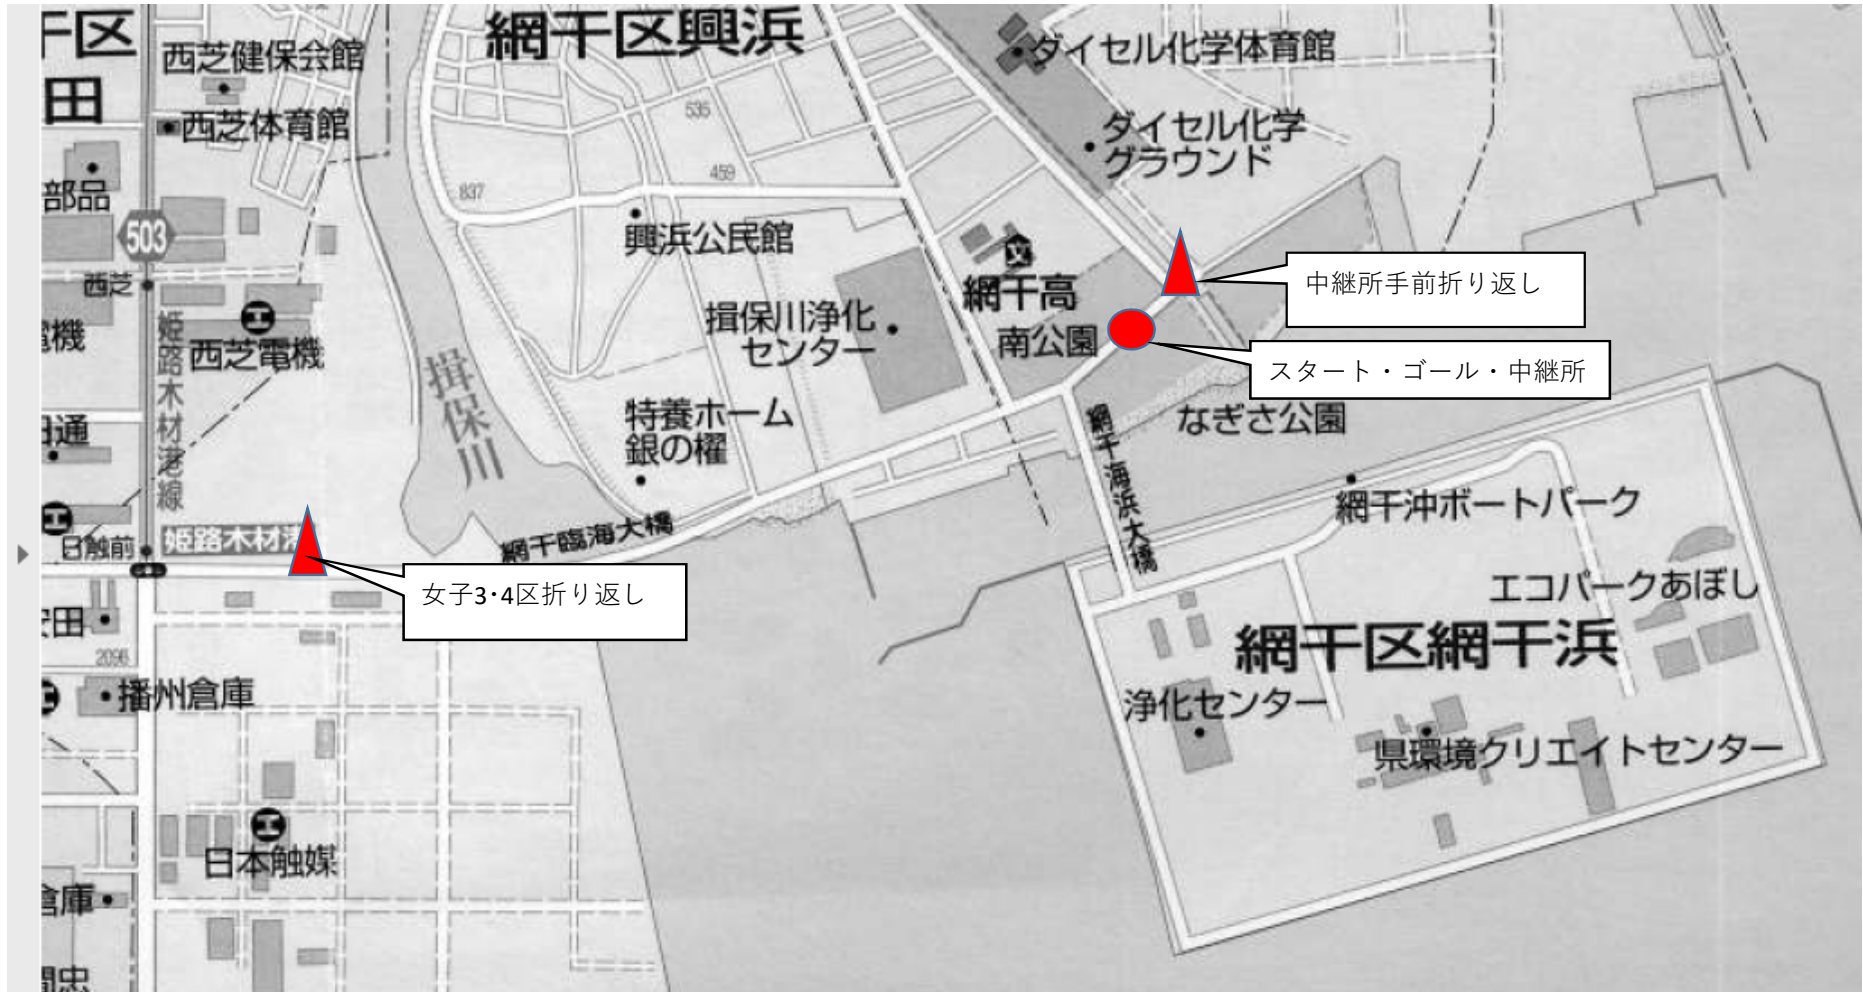 干区
田
西芝健保会館
西芝体育館
部品
503
西芝
電機
姫路木材港線
西芝電機
日触前
姫路木材港
安田
2096
播州倉庫
日本触媒
倉庫
揖保川
網干区興浜
535
459
837
興浜公民館
揖保川浄化
センター
特養ホーム
銀の櫂
網干臨海大橋
女子3・4区折り返し
ダイセル化学体育館
ダイセル化学
グラウンド
網干高
南公園
中継所手前折り返し
スタート・ゴール・中継所
なぎさ公園
網干海浜大橋
網干沖ボートパーク
エコパークあぼし
網干区網干浜
浄化センター
県環境クリエイトセンター